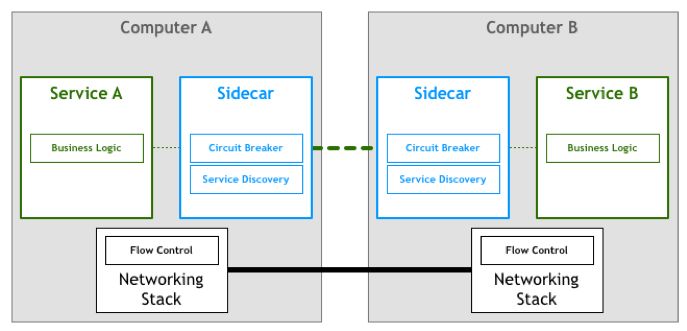 Computer A
Service A
Business Logic
Sidecar
Circuit Breaker
Service Discovery
Flow Control
Networking
Stack
Computer B
Sidecar
Circuit Breaker
Service Discovery
Service B
Business Logic
Flow Control
Networking
Stack